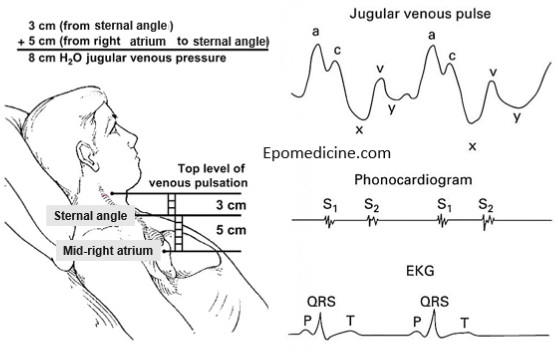 3 cm (from sternal angle)
+ 5 cm (from right atrium to sternal angle)
8 cm H₂O jugular venous pressure
Top level of
venous pulsation
3 cm
Sternal angle
5 cm
Mid-right atrium
Jugular venous pulse
a
c
v
y
x
a
c
v
y
x
Epomedicine.com
Phonocardiogram
S₁ S₂ S₁ S₂
EKG
QRS QRS
P T P T